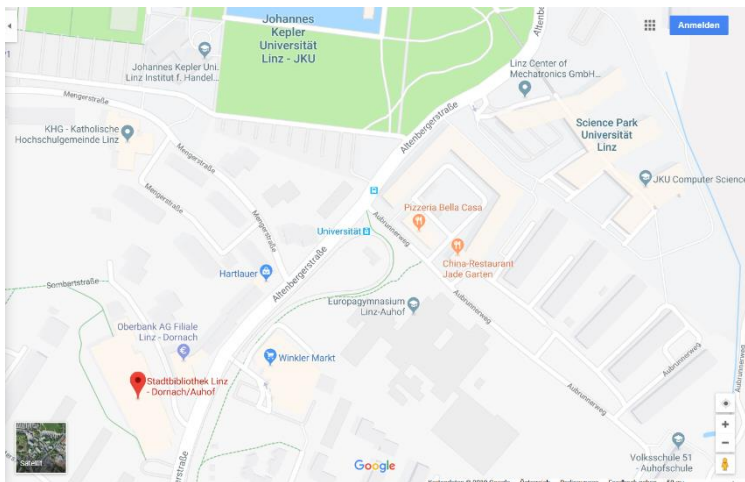 Johannes
Kepler
Universität
Linz - JKU
Anmelden
Johannes Kepler Uni.
Linz Institut f. Handel...
Linz Center of
Mechatronics GmbH...
Mengerstraße
KHG - Katholische
Hochschulgemeinde Linz
Altenbergerstraße
Science Park
Universität
Linz
Mengerstraße
Mengerstraße
JKU Computer Science
Pizzeria Bella Casa
Aubrunnerweg
Universität
China-Restaurant
Jade Garten
Hartlauer
Altenbergerstraße
Sombartstraße
Europagymnasium
Linz-Auhof
Aubrunnerweg
Oberbank AG Filiale
Linz - Dornach
Winkler Markt
Aubrunnerweg
Stadtbibliothek Linz
- Dornach/Auhof
Aubrunnerweg
Satellit
Google
Volksschule 51
- Auhofschule